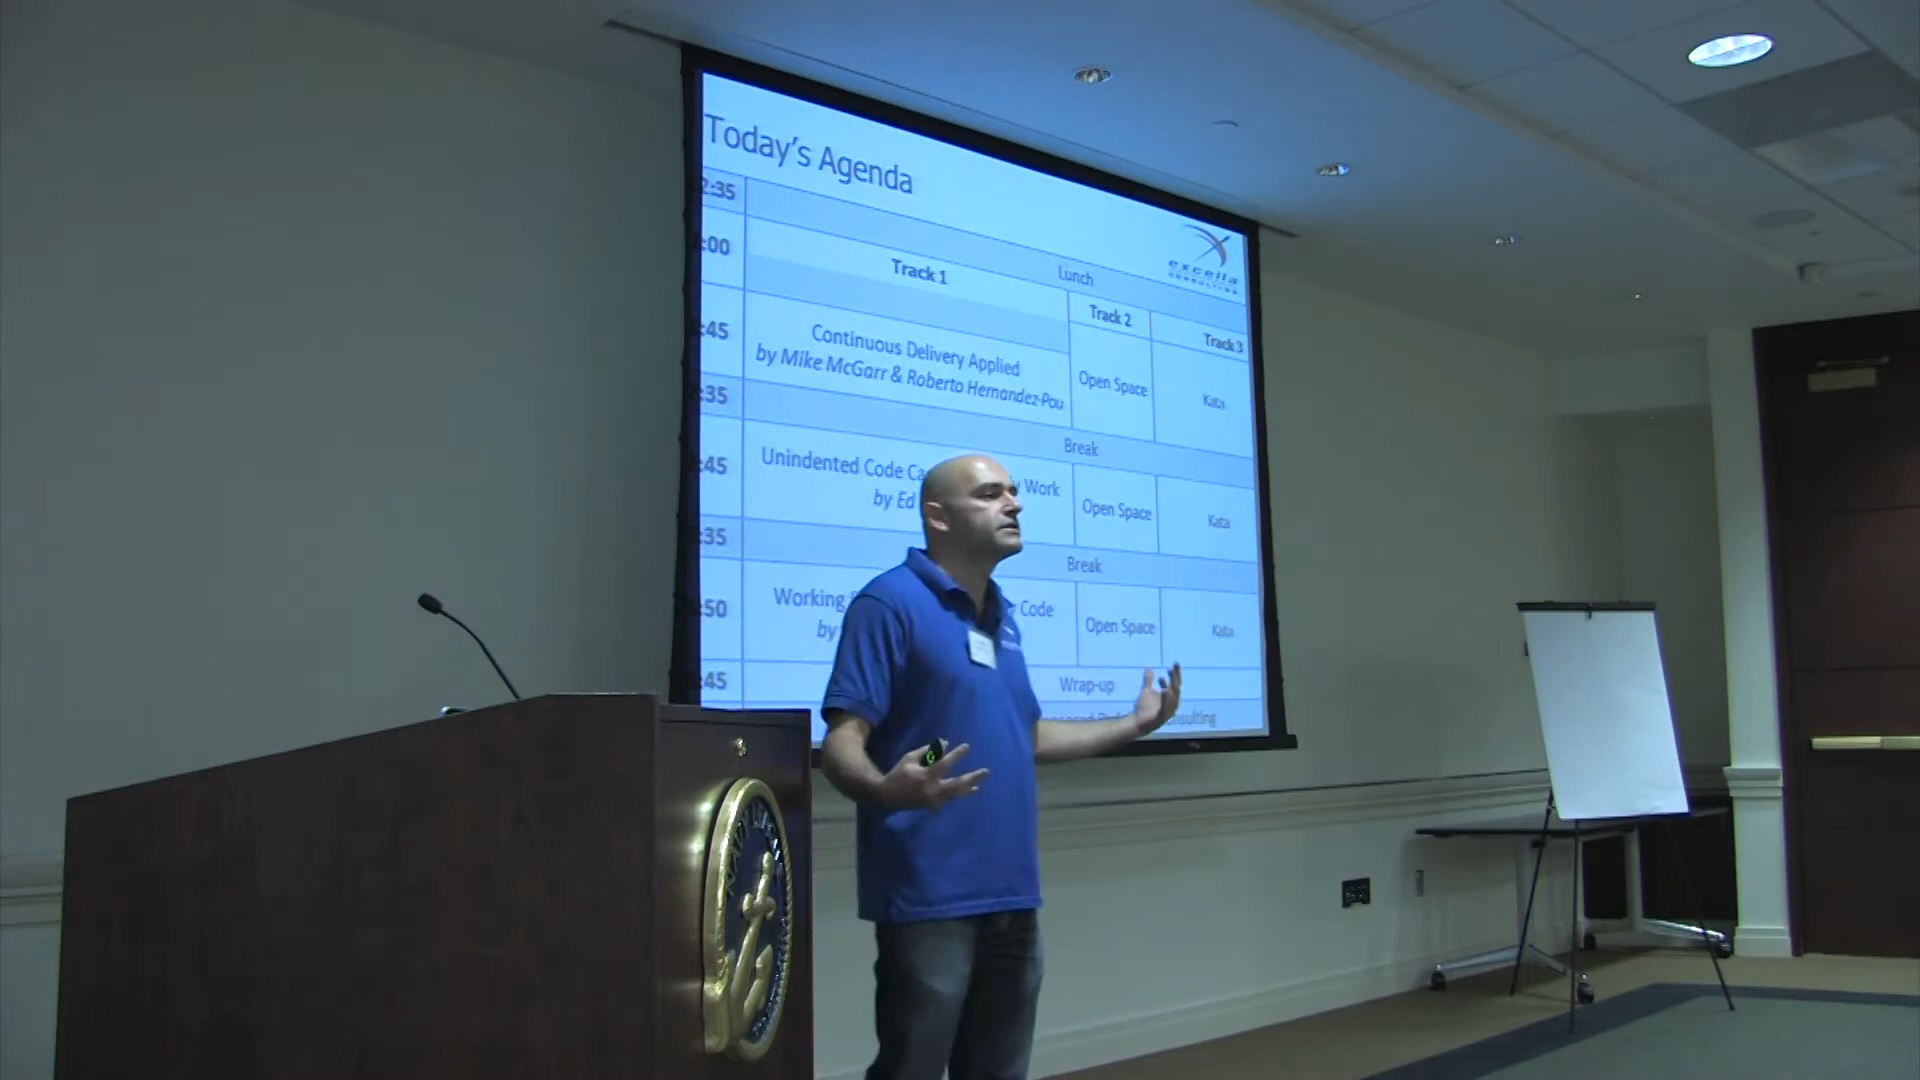 Today's Agenda
2:35
Lunch
excella
CONSULTING
:00
Track 1
Track 2
Track 3
:45
Continuous Delivery Applied
by Mike McGarr & Roberto Hernandez-Pou
Open Space
Kata
:35
Break
:45
Unindented Code Work
by Ed
Open Space
Kata
:35
Break
:50
Working Code
by
Open Space
Kata
:45
Wrap-up